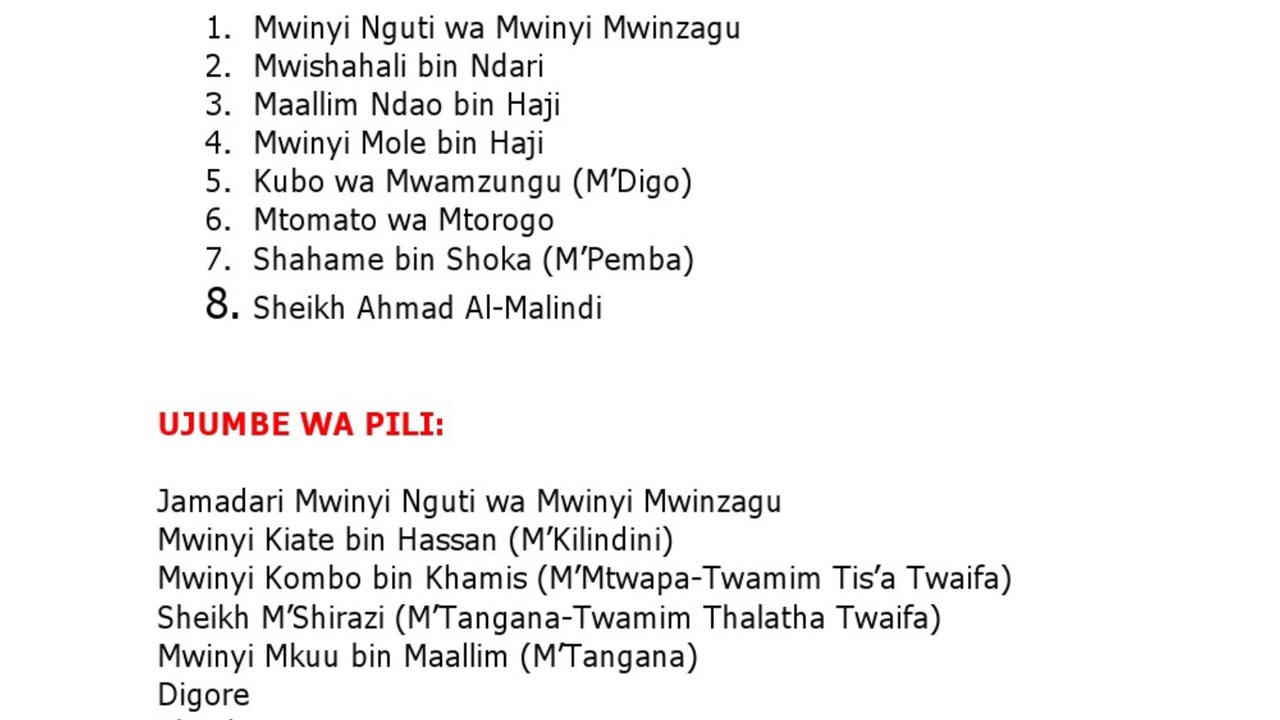 1. Mwinyi Nguti wa Mwinyi Mwinzagu
2. Mwishahali bin Ndari
3. Maallim Ndao bin Haji
4. Mwinyi Mole bin Haji
5. Kubo wa Mwamzungu (M’Digo)
6. Mtomato wa Mtorogo
7. Shahame bin Shoka (M’Pemba)
8. Sheikh Ahmad Al-Malindi
UJUMBE WA PILI:
Jamadari Mwinyi Nguti wa Mwinyi Mwinzagu
Mwinyi Kiate bin Hassan (M’Kilindini)
Mwinyi Kombo bin Khamis (M’Mtwapa-Twamim Tis’a Twaifa)
Sheikh M’Shirazi (M’Tangana-Twamim Thalatha Twaifa)
Mwinyi Mkuu bin Maallim (M’Tangana)
Digore